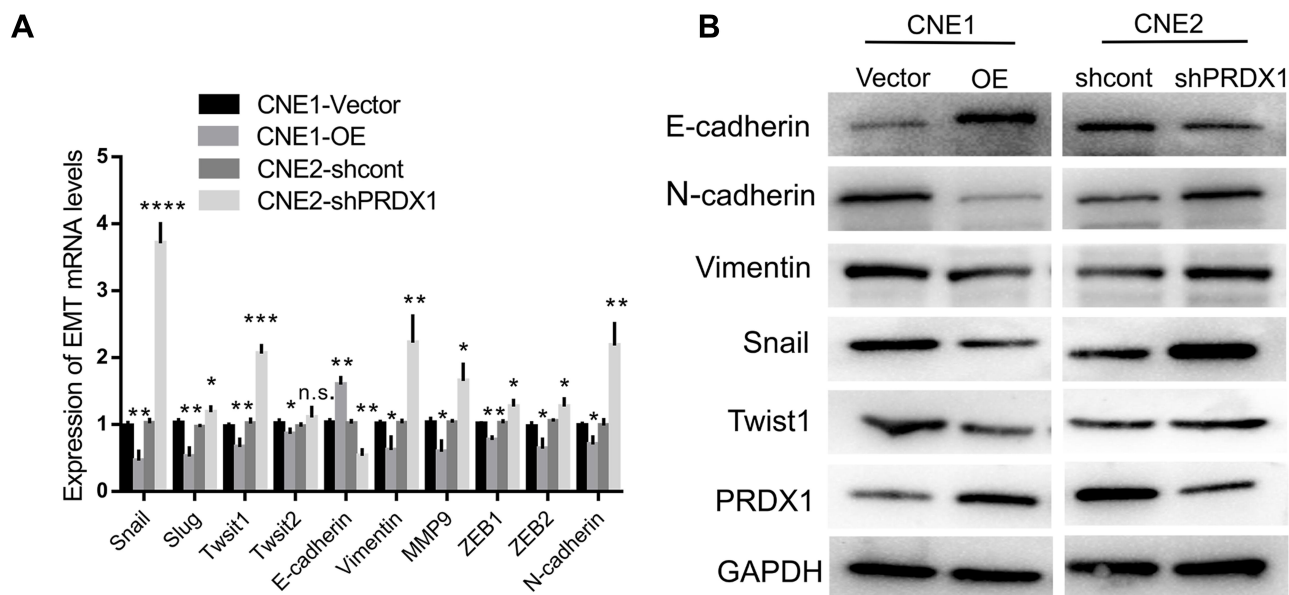 A
CNE1-Vector
CNE1-OE
CNE2-shcont
CNE2-shPRDX1
Expression of EMT mRNA levels
5
4
3
2
1
0
****
** ** *** ** * * n.s. ** ** * ** * * ** * * * * **
Snail
Slug
Twsit1
Twsit2
E-cadherin
Vimentin
MMP9
ZEB1
ZEB2
N-cadherin
B
CNE1 CNE2
Vector OE shcont shPRDX1
E-cadherin
N-cadherin
Vimentin
Snail
Twist1
PRDX1
GAPDH